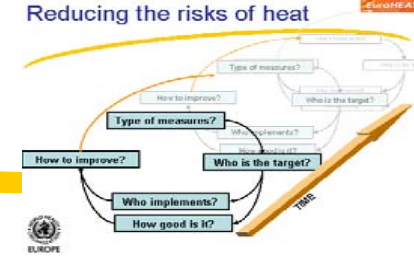 Reducing the risks of heat
EuroHEAT
Type of measures?
How to improve?
Who is the target?
Who implements?
How good is it?
Type of measures?
How to improve?
Who is the target?
Who implements?
How good is it?
TIME
WORLD HEALTH
EUROPE